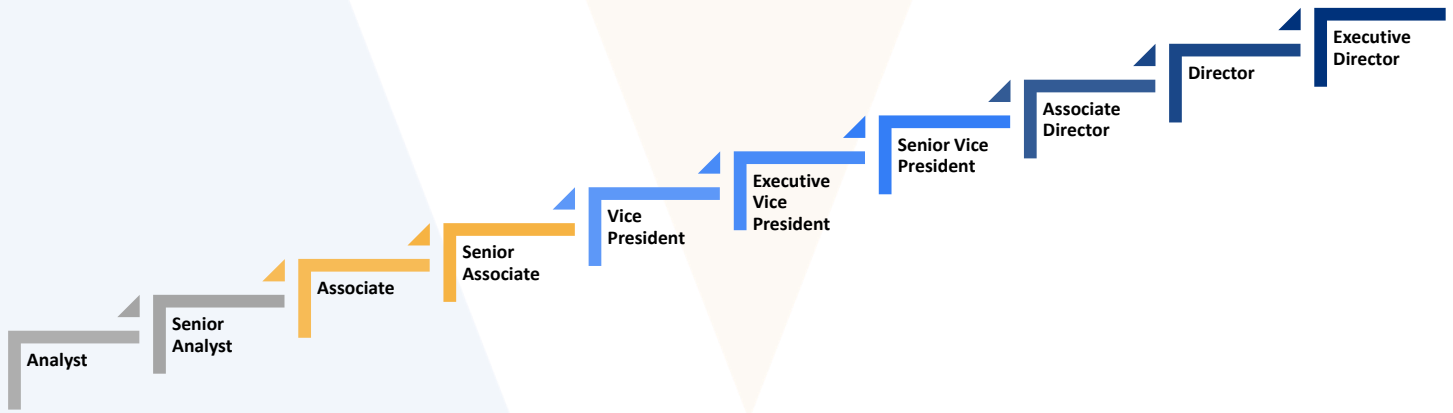 Analyst
Senior
Analyst
Associate
Senior
Associate
Vice
President
Executive
Vice
President
Senior Vice
President
Associate
Director
Director
Executive
Director